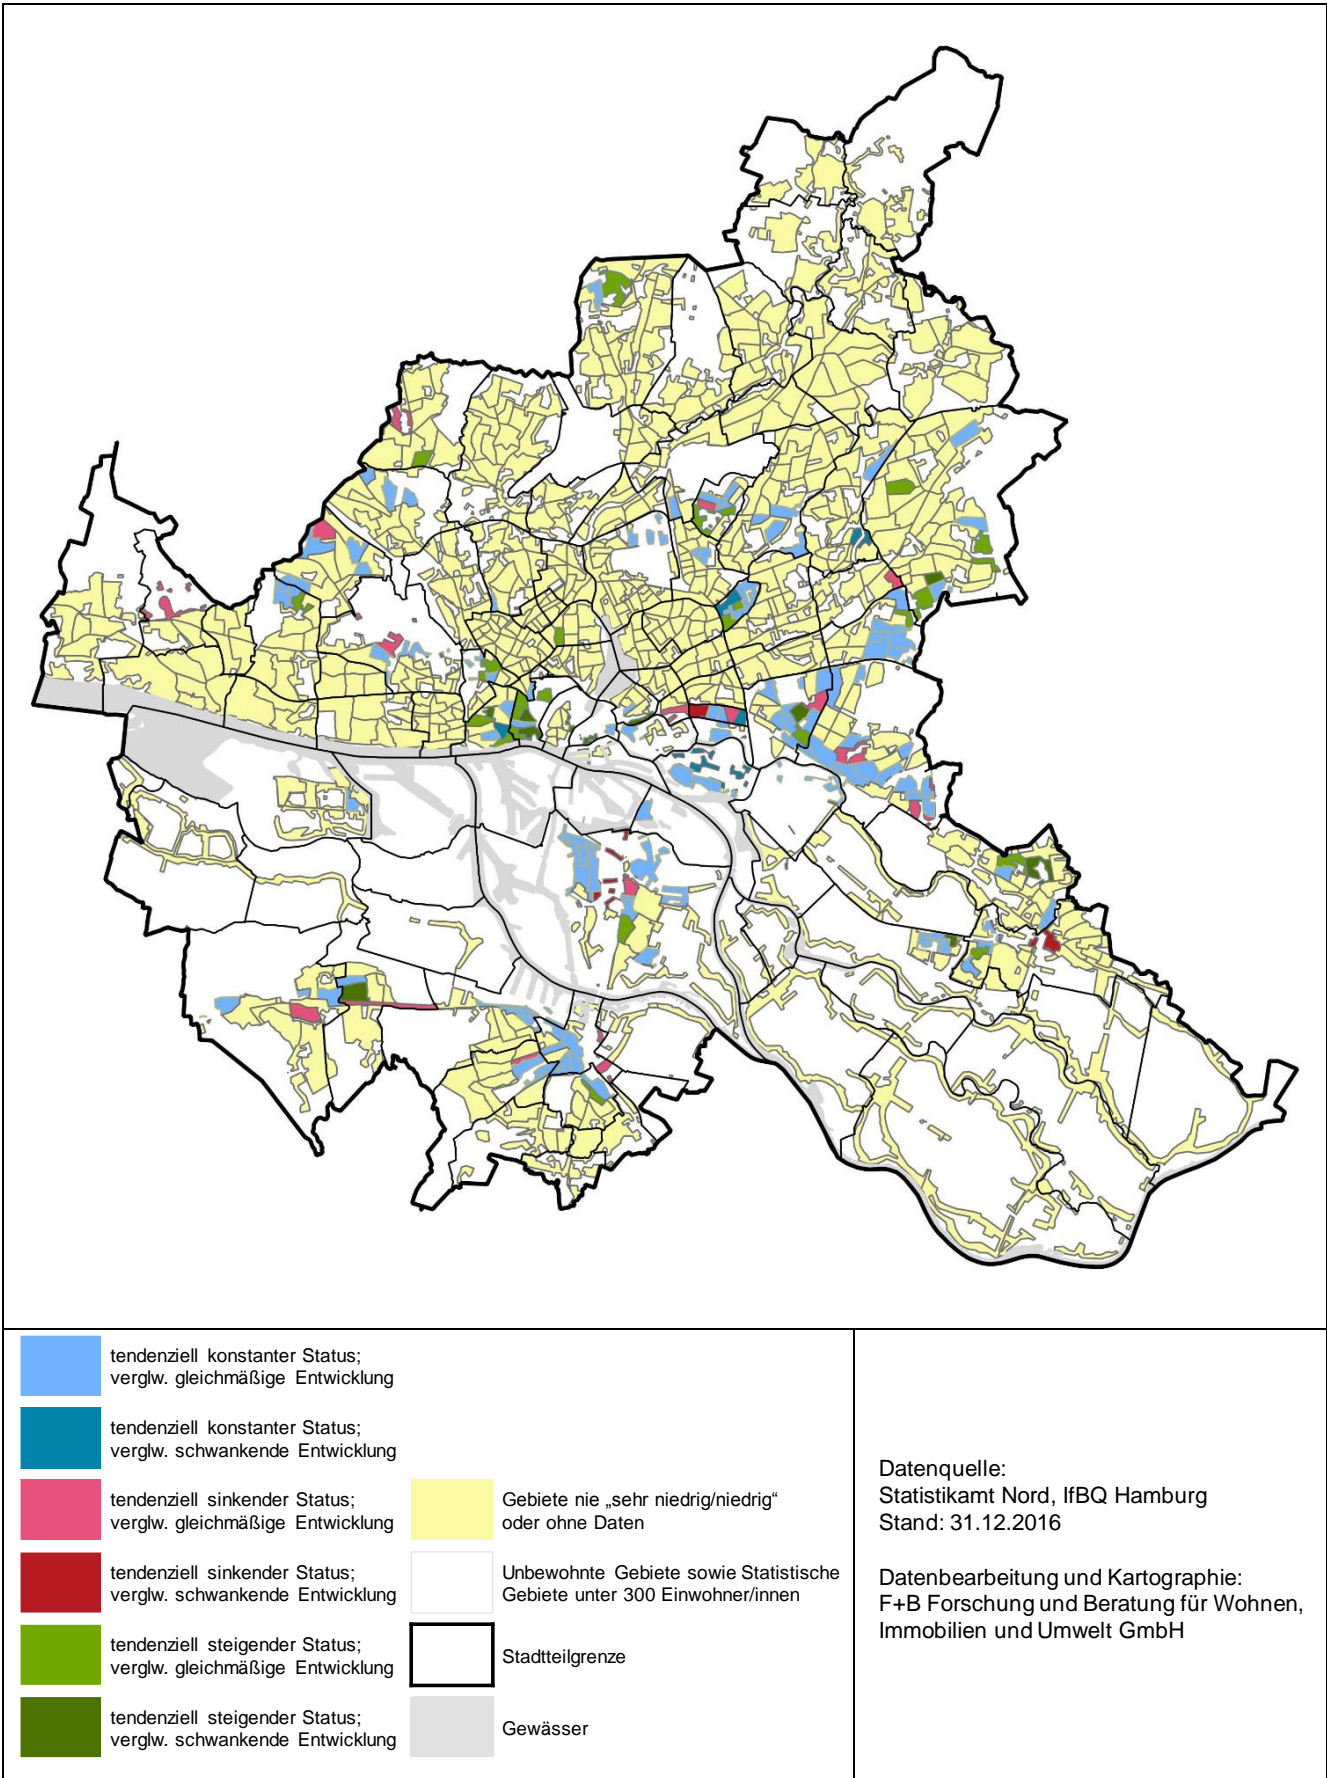 tendenziell konstanter Status;
verglw. gleichmäßige Entwicklung
tendenziell konstanter Status;
verglw. schwankende Entwicklung
tendenziell sinkender Status;
verglw. gleichmäßige Entwicklung
tendenziell sinkender Status;
verglw. schwankende Entwicklung
tendenziell steigender Status;
verglw. gleichmäßige Entwicklung
tendenziell steigender Status;
verglw. schwankende Entwicklung
Gebiete nie „sehr niedrig/niedrig“
oder ohne Daten
Unbewohnte Gebiete sowie Statistische
Gebiete unter 300 Einwohner/innen
Stadtteilgrenze
Gewässer
Datenquelle:
Statistikamt Nord, IfBQ Hamburg
Stand: 31.12.2016
Datenbearbeitung und Kartographie:
F+B Forschung und Beratung für Wohnen,
Immobilien und Umwelt GmbH